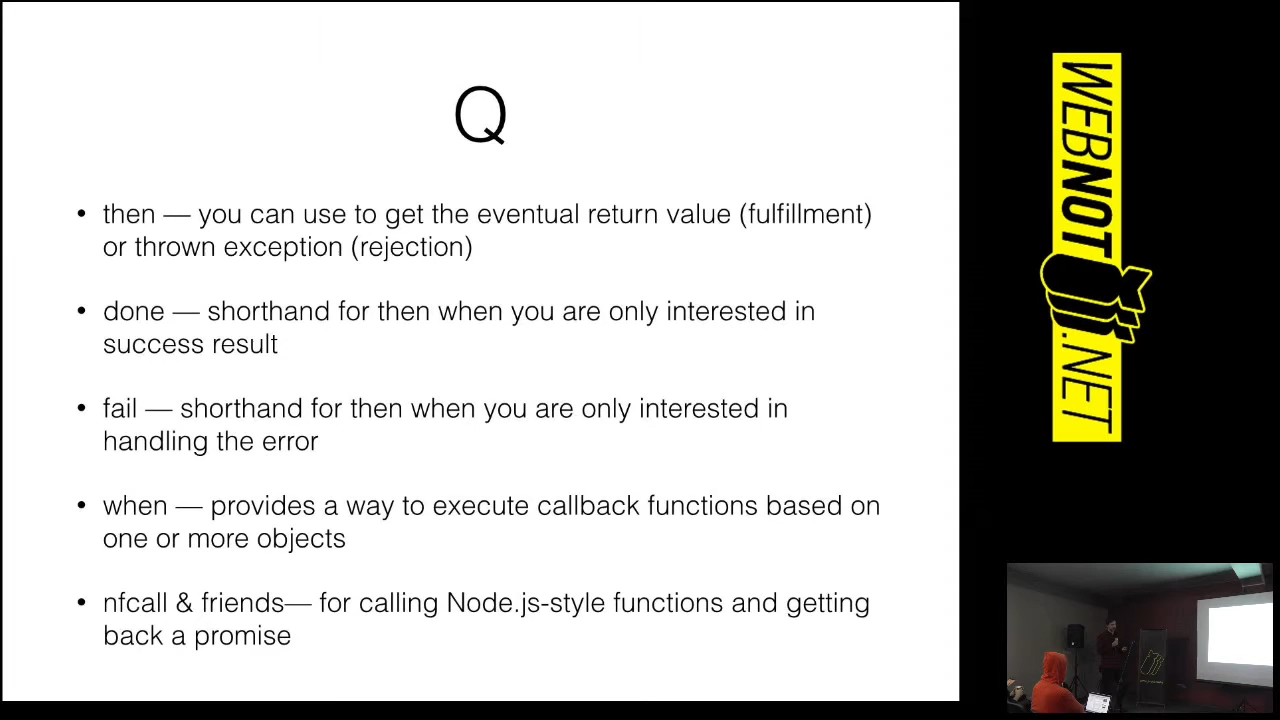 Q
• then — you can use to get the eventual return value (fulfillment)
or thrown exception (rejection)
• done — shorthand for then when you are only interested in
success result
• fail — shorthand for then when you are only interested in
handling the error
• when — provides a way to execute callback functions based on
one or more objects
• nfcall & friends— for calling Node.js-style functions and getting
back a promise
WEBNOT
.NET